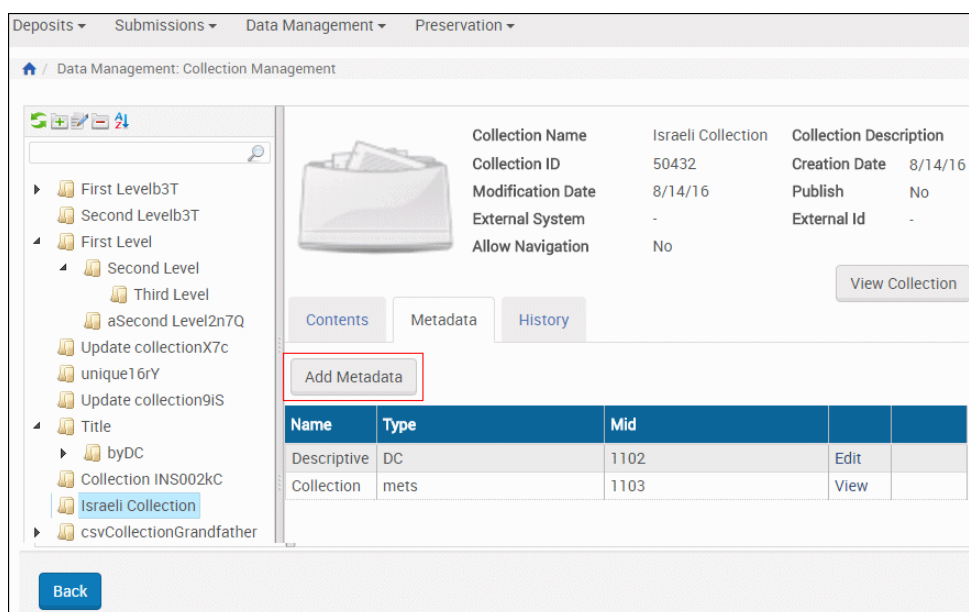 Deposits Submissions Data Management Preservation
/ Data Management: Collection Management
First Levelb3T
Second Levelb3T
First Level
Second Level
Third Level
aSecond Level2n7Q
Update collectionX7c
unique16rY
Update collection9iS
Title
byDC
Collection INS002kC
Israeli Collection
csvCollectionGrandfather
Collection Name Israeli Collection Collection Description
Collection ID 50432 Creation Date 8/14/16
Modification Date 8/14/16 Publish No
External System - External Id -
Allow Navigation No
View Collection
Contents Metadata History
Add Metadata
Name Type Mid
Descriptive DC 1102 Edit
Collection mets 1103 View
Back